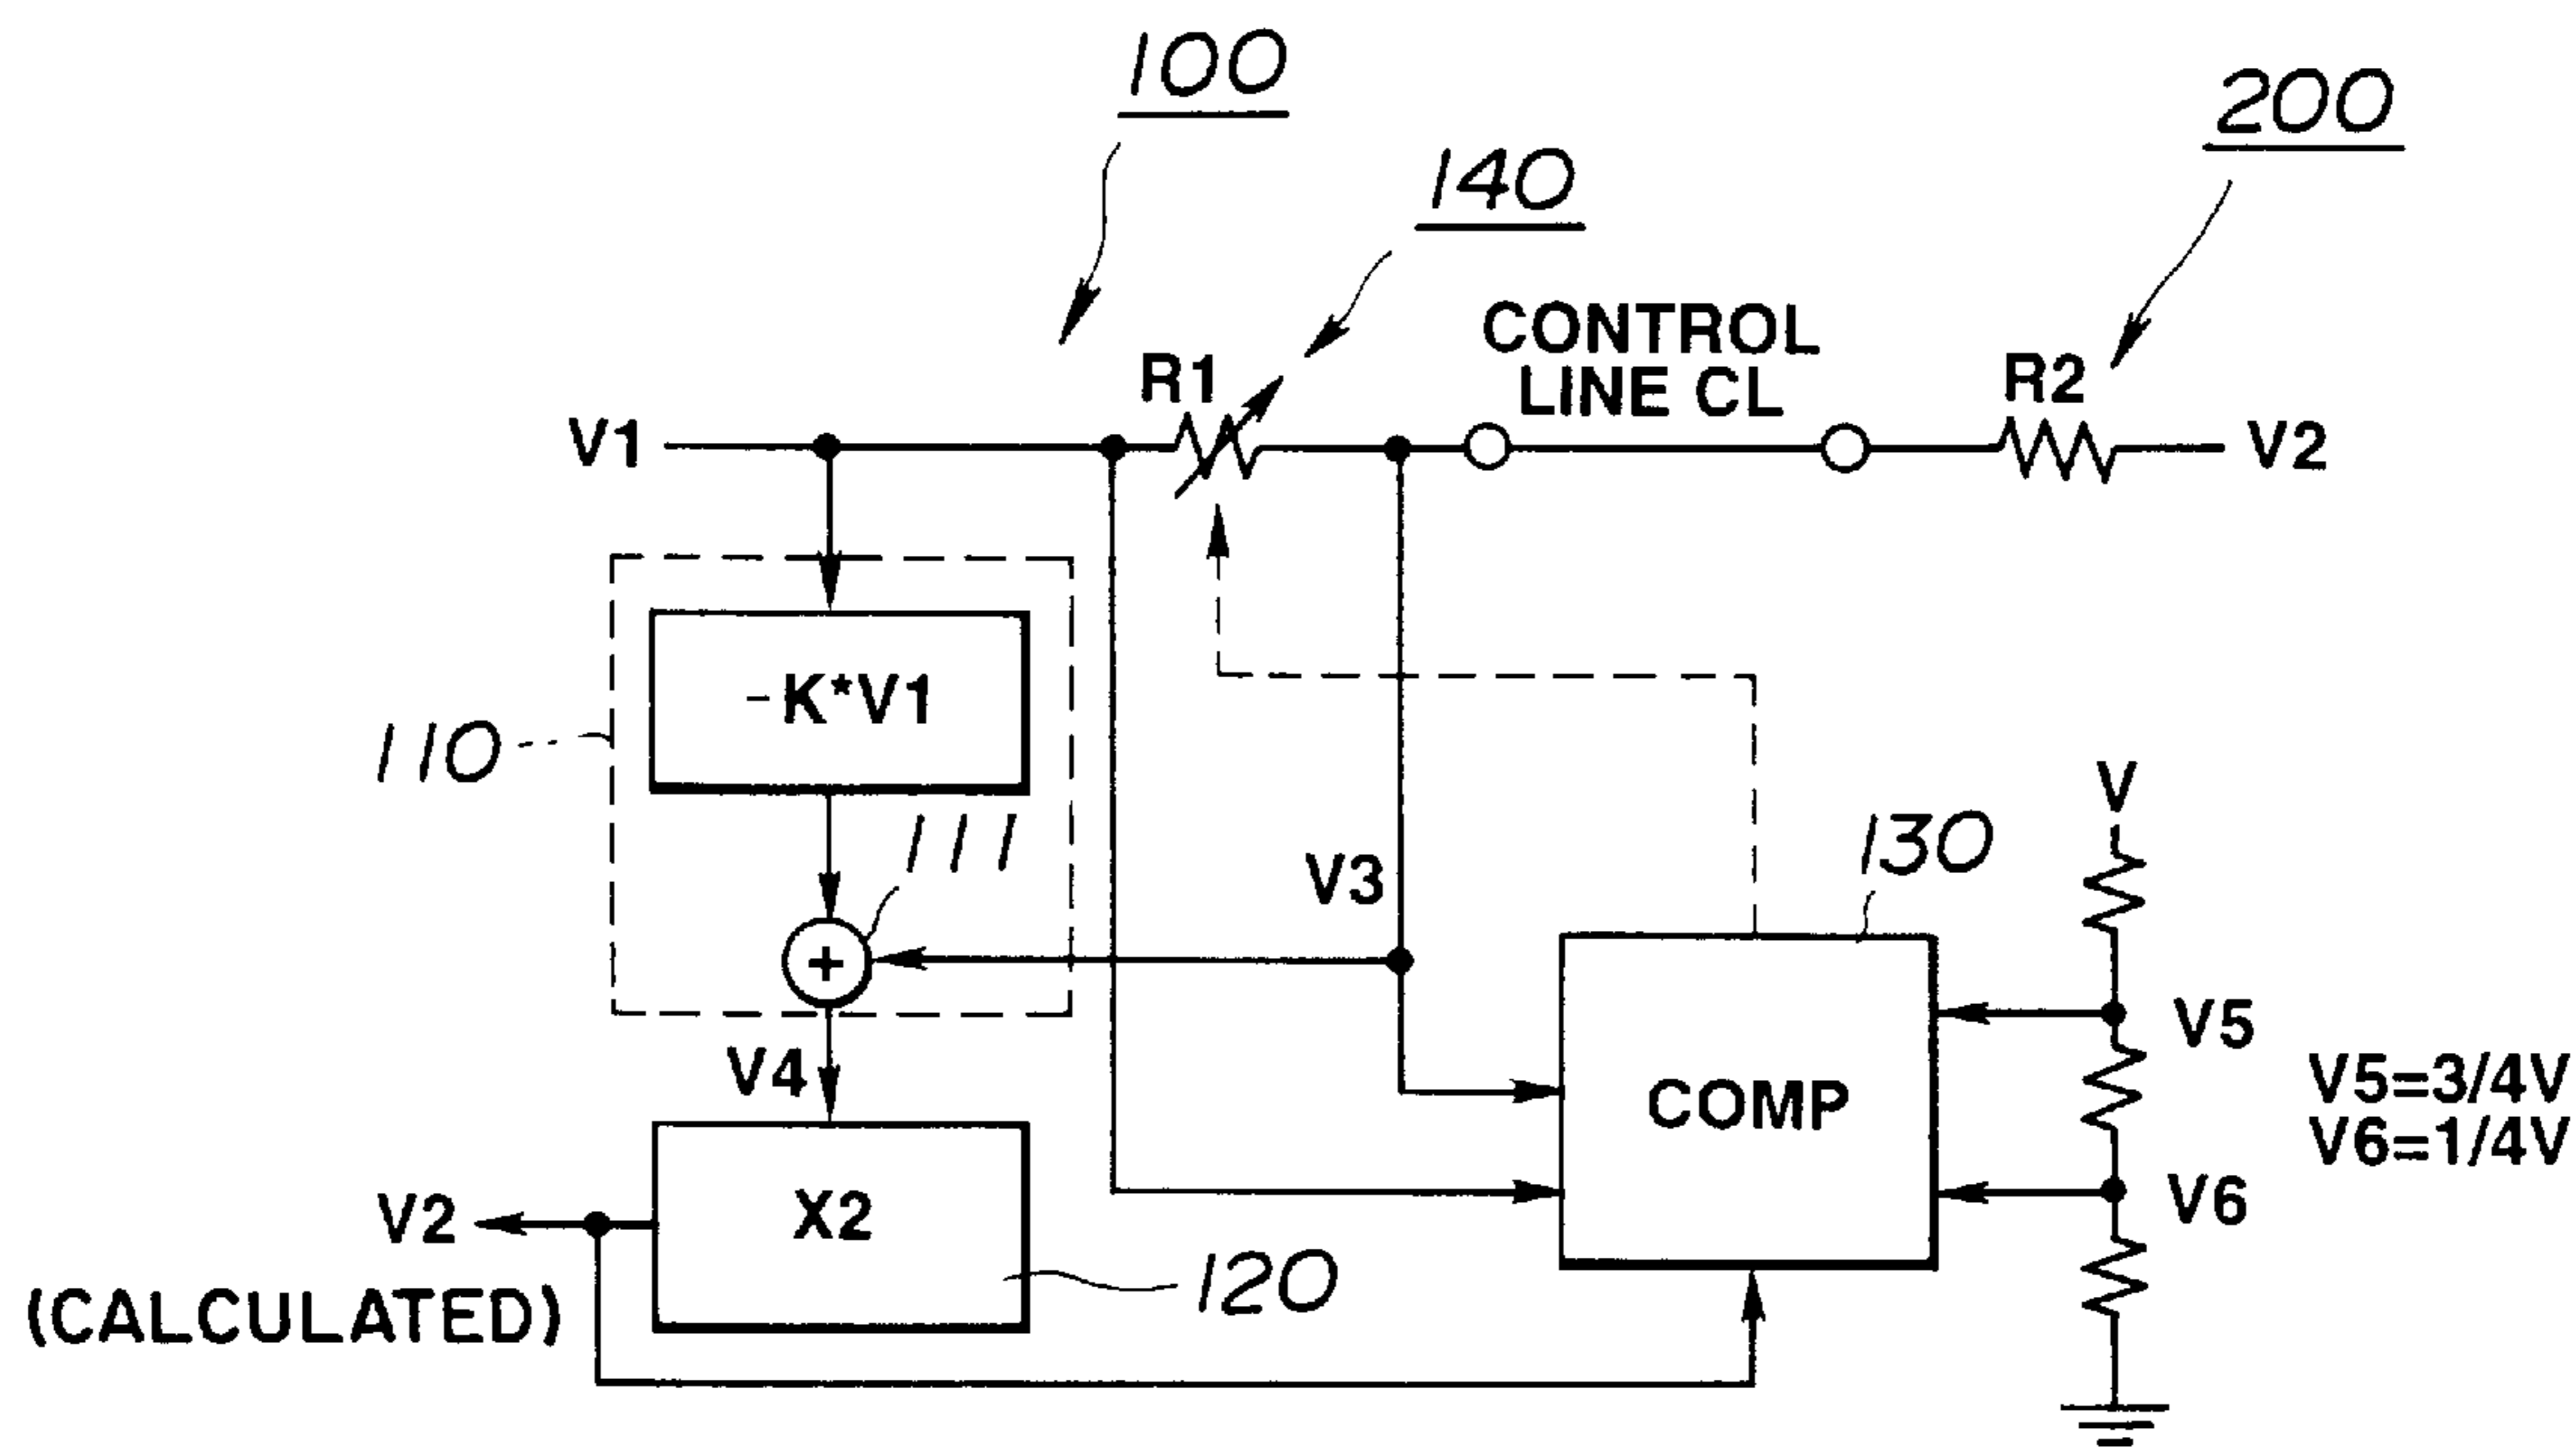 100
200
140
CONTROL
LINE CL
R1
R2
V1
V2
-K*V1
110
111
V3
130
V
V4
COMP
V5
V5=3/4V
V6=1/4V
X2
V2
V6
(CALCULATED)
120
+